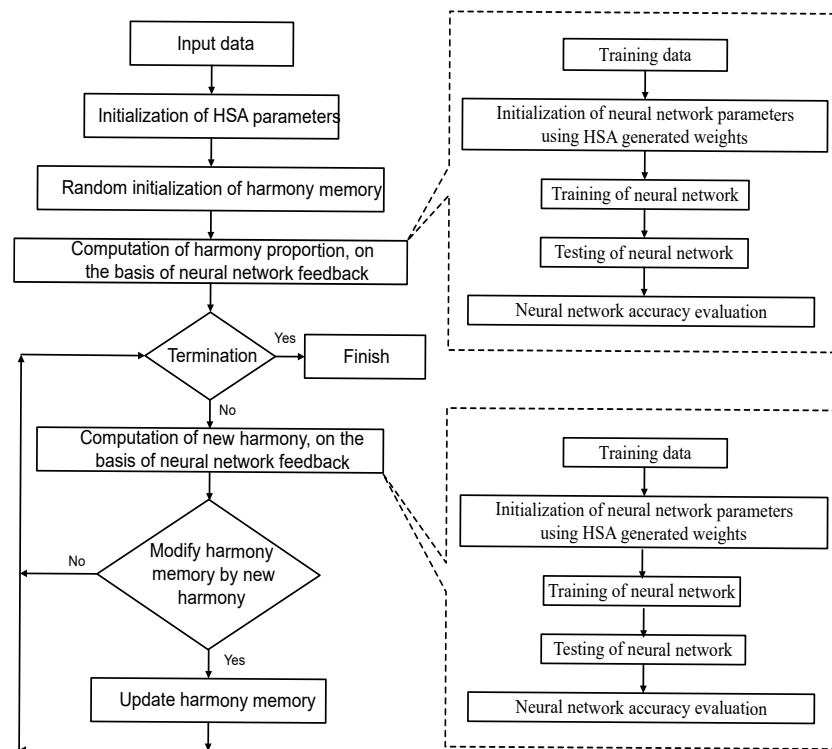 Input data
Initialization of HSA parameters
Random initialization of harmony memory
Computation of harmony proportion, on
the basis of neural network feedback
Termination
Yes
Finish
No
Computation of new harmony, on the
basis of neural network feedback
Modify harmony
memory by new
harmony
No
Yes
Update harmony memory
Training data
Initialization of neural network parameters
using HSA generated weights
Training of neural network
Testing of neural network
Neural network accuracy evaluation
Training data
Initialization of neural network parameters
using HSA generated weights
Training of neural network
Testing of neural network
Neural network accuracy evaluation